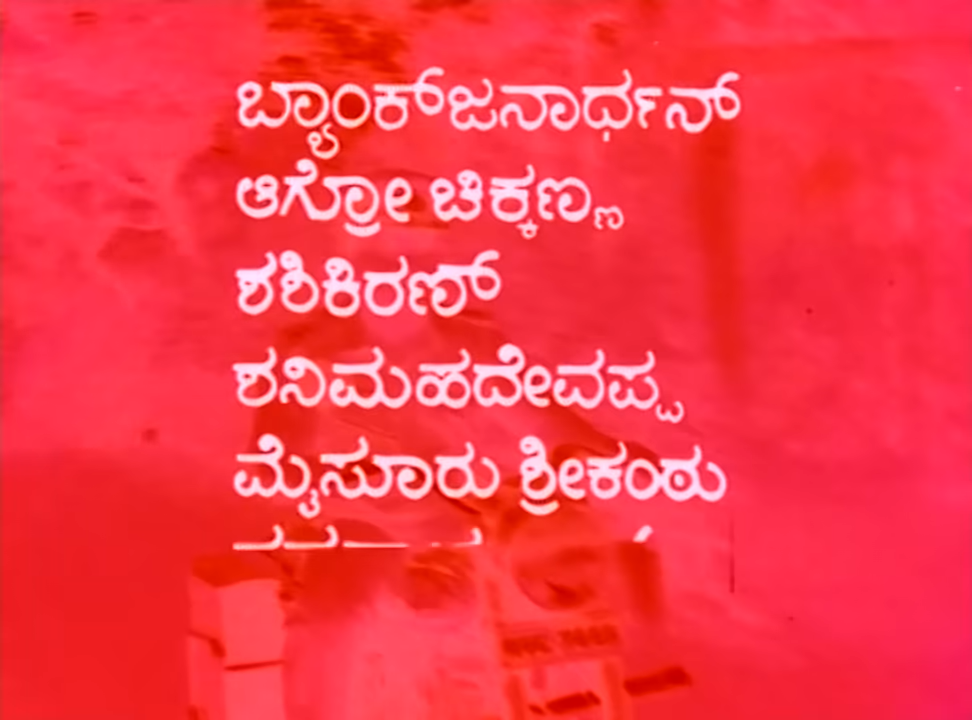 ಬ್ಯಾಂಕ್‌ಜನಾರ್ಧನ್
ಆಗ್ರೋ ಚಿಕ್ಕಣ್ಣ
ಶಶಿಕಿರಣ್
ಶನಿಮಹದೇವಪ್ಪ
ಮೈಸೂರು ಶ್ರೀಕಂಠು